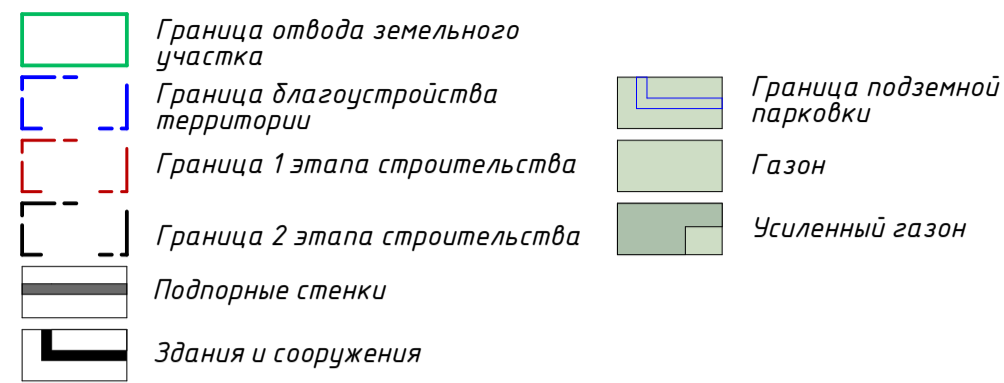 Граница отвода земельного
участка
Граница благоустройства
территории
Граница 1 этапа строительства
Граница 2 этапа строительства
Подпорные стенки
Здания и сооружения
Граница подземной
парковки
Газон
Усиленный газон